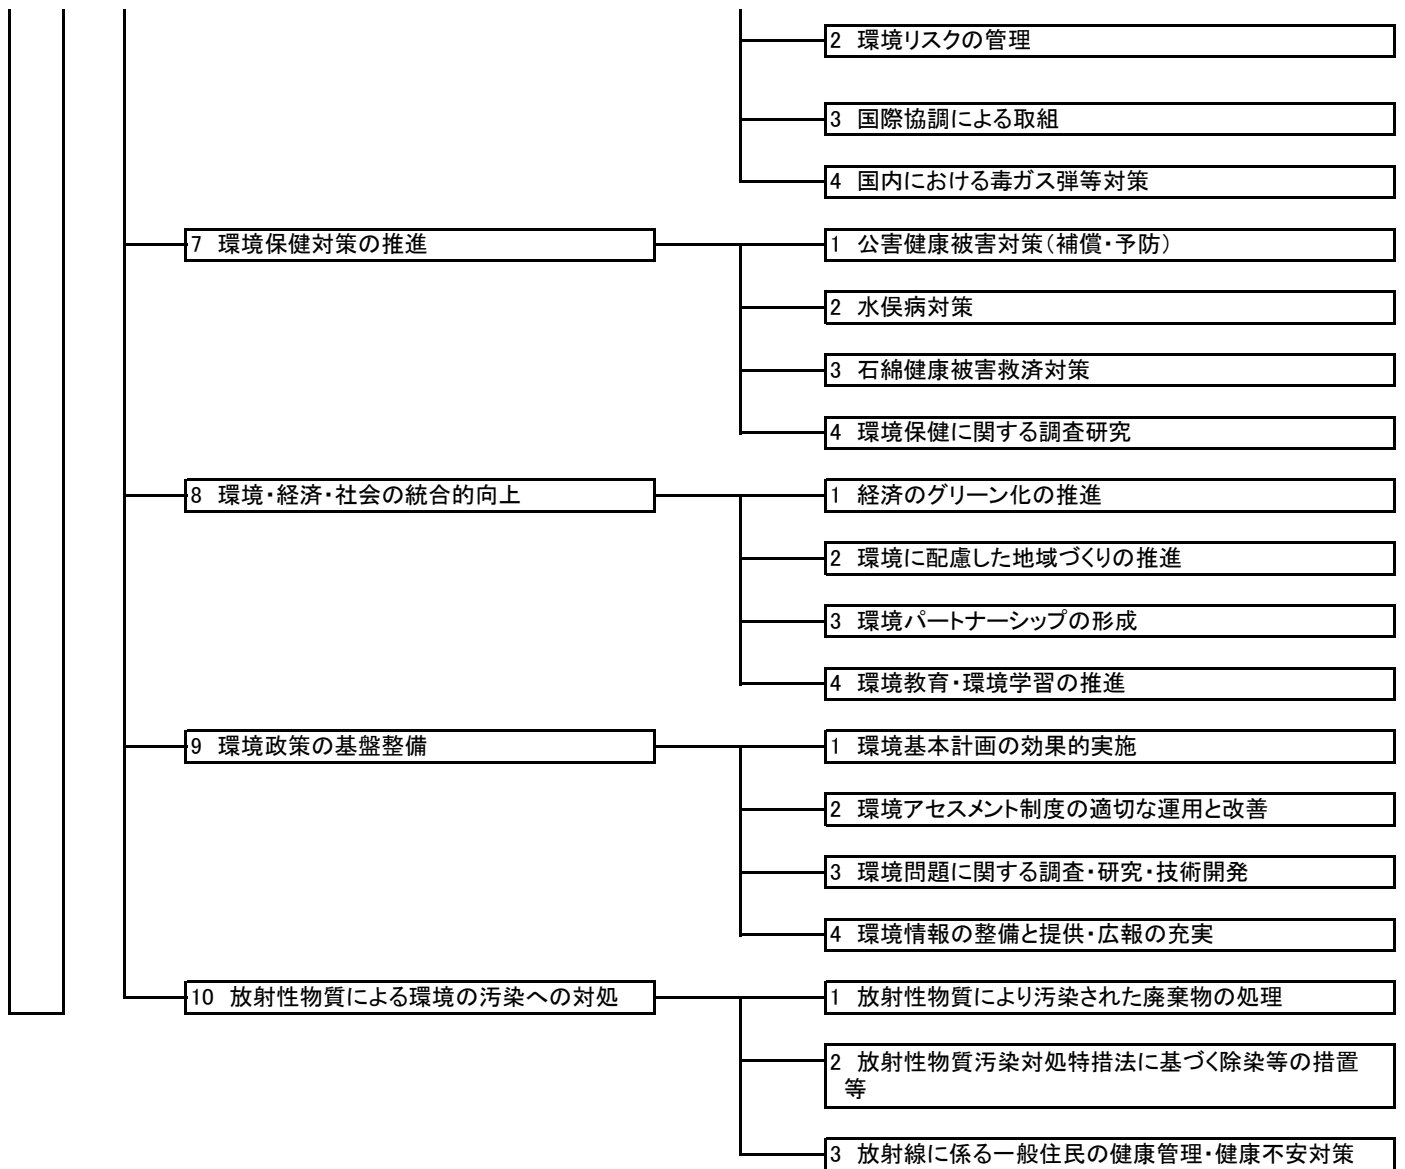 2 環境リスクの管理
3 国際協調による取組
4 国内における毒ガス弾等対策
7 環境保健対策の推進
1 公害健康被害対策(補償・予防)
2 水俣病対策
3 石綿健康被害救済対策
4 環境保健に関する調査研究
8 環境・経済・社会の統合的向上
1 経済のグリーン化の推進
2 環境に配慮した地域づくりの推進
3 環境パートナーシップの形成
4 環境教育・環境学習の推進
9 環境政策の基盤整備
1 環境基本計画の効果的実施
2 環境アセスメント制度の適切な運用と改善
3 環境問題に関する調査・研究・技術開発
4 環境情報の整備と提供・広報の充実
10 放射性物質による環境の汚染への対処
1 放射性物質により汚染された廃棄物の処理
2 放射性物質汚染対処特措法に基づく除染等の措置
等
3 放射線に係る一般住民の健康管理・健康不安対策